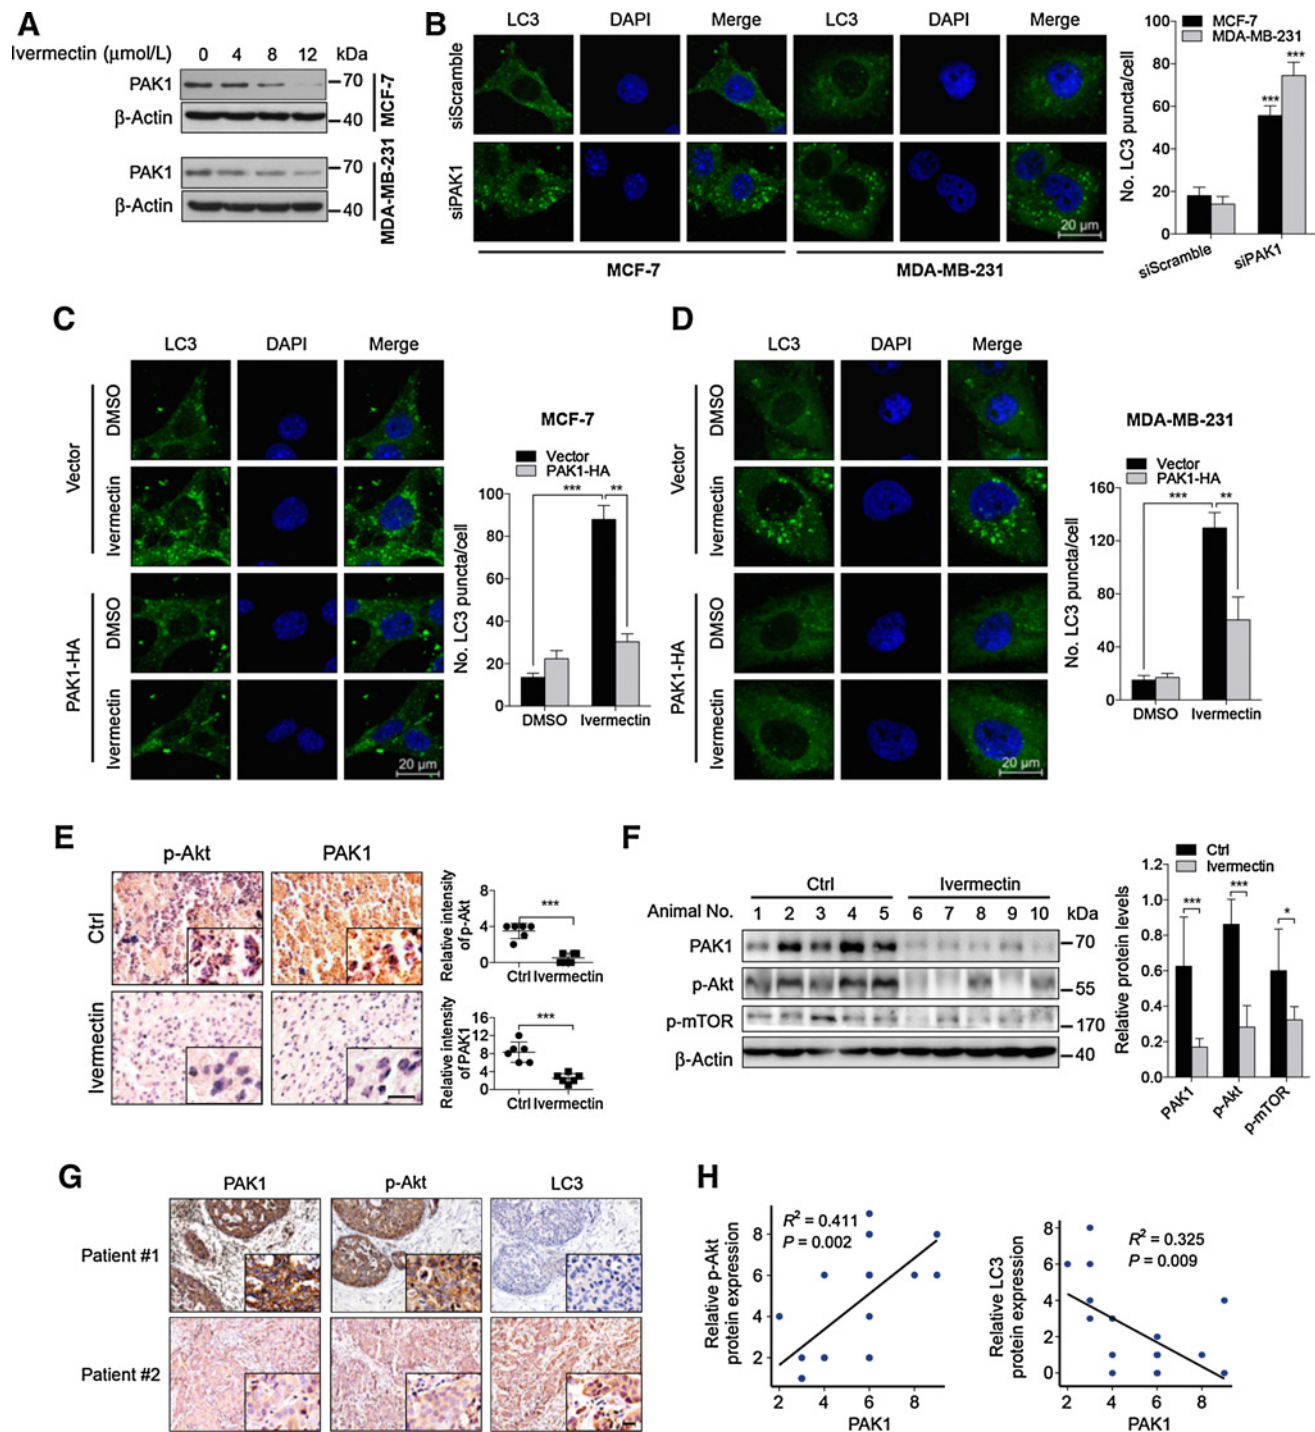 A
Ivermectin (µmol/L) 0 4 8 12 kDa
PAK1
70
β-Actin
40
MCF-7
PAK1
70
β-Actin
40
MDA-MB-231
B
LC3 DAPI Merge LC3 DAPI Merge
siScramble
siPAK1
20 µm
MCF-7 MDA-MB-231
MCF-7
MDA-MB-231
No. LC3 puncta/cell
100
80
60
40
20
0
***
***
siScramble siPAK1
C
LC3 DAPI Merge
Vector
DMSO
Ivermectin
PAK1-HA
DMSO
Ivermectin
20 µm
MCF-7
Vector
PAK1-HA
No. LC3 puncta/cell
100
80
60
40
20
0
*** **
DMSO Ivermectin
D
LC3 DAPI Merge
Vector
DMSO
Ivermectin
PAK1-HA
DMSO
Ivermectin
20 µm
MDA-MB-231
Vector
PAK1-HA
No. LC3 puncta/cell
160
120
80
40
0
*** **
DMSO Ivermectin
E
p-Akt PAK1
Ctrl
Ivermectin
Relative intensity
of p-Akt
8
4
0
***
Ctrl Ivermectin
Relative intensity
of PAK1
16
12
8
4
0
***
Ctrl Ivermectin
F
Ctrl Ivermectin
Animal No. 1 2 3 4 5 6 7 8 9 10 kDa
PAK1 70
p-Akt 55
p-mTOR 170
β-Actin 40
Ctrl
Ivermectin
Relative protein levels
1.2
1.0
0.8
0.6
0.4
0.2
0.0
***
***
*
PAK1 p-Akt p-mTOR
G
PAK1 p-Akt LC3
Patient #1
Patient #2
H
Relative p-Akt
protein expression
R² = 0.411
P = 0.002
8
6
4
2
2 4 6 8
PAK1
Relative LC3
protein expression
R² = 0.325
P = 0.009
8
6
4
2
0
2 4 6 8
PAK1